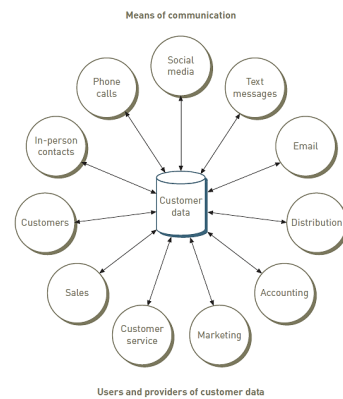 Means of communication
Social
media
Phone
calls
Text
messages
In-person
contacts
Email
Customer
data
Customers
Distribution
Sales
Accounting
Customer
service
Marketing
Users and providers of customer data